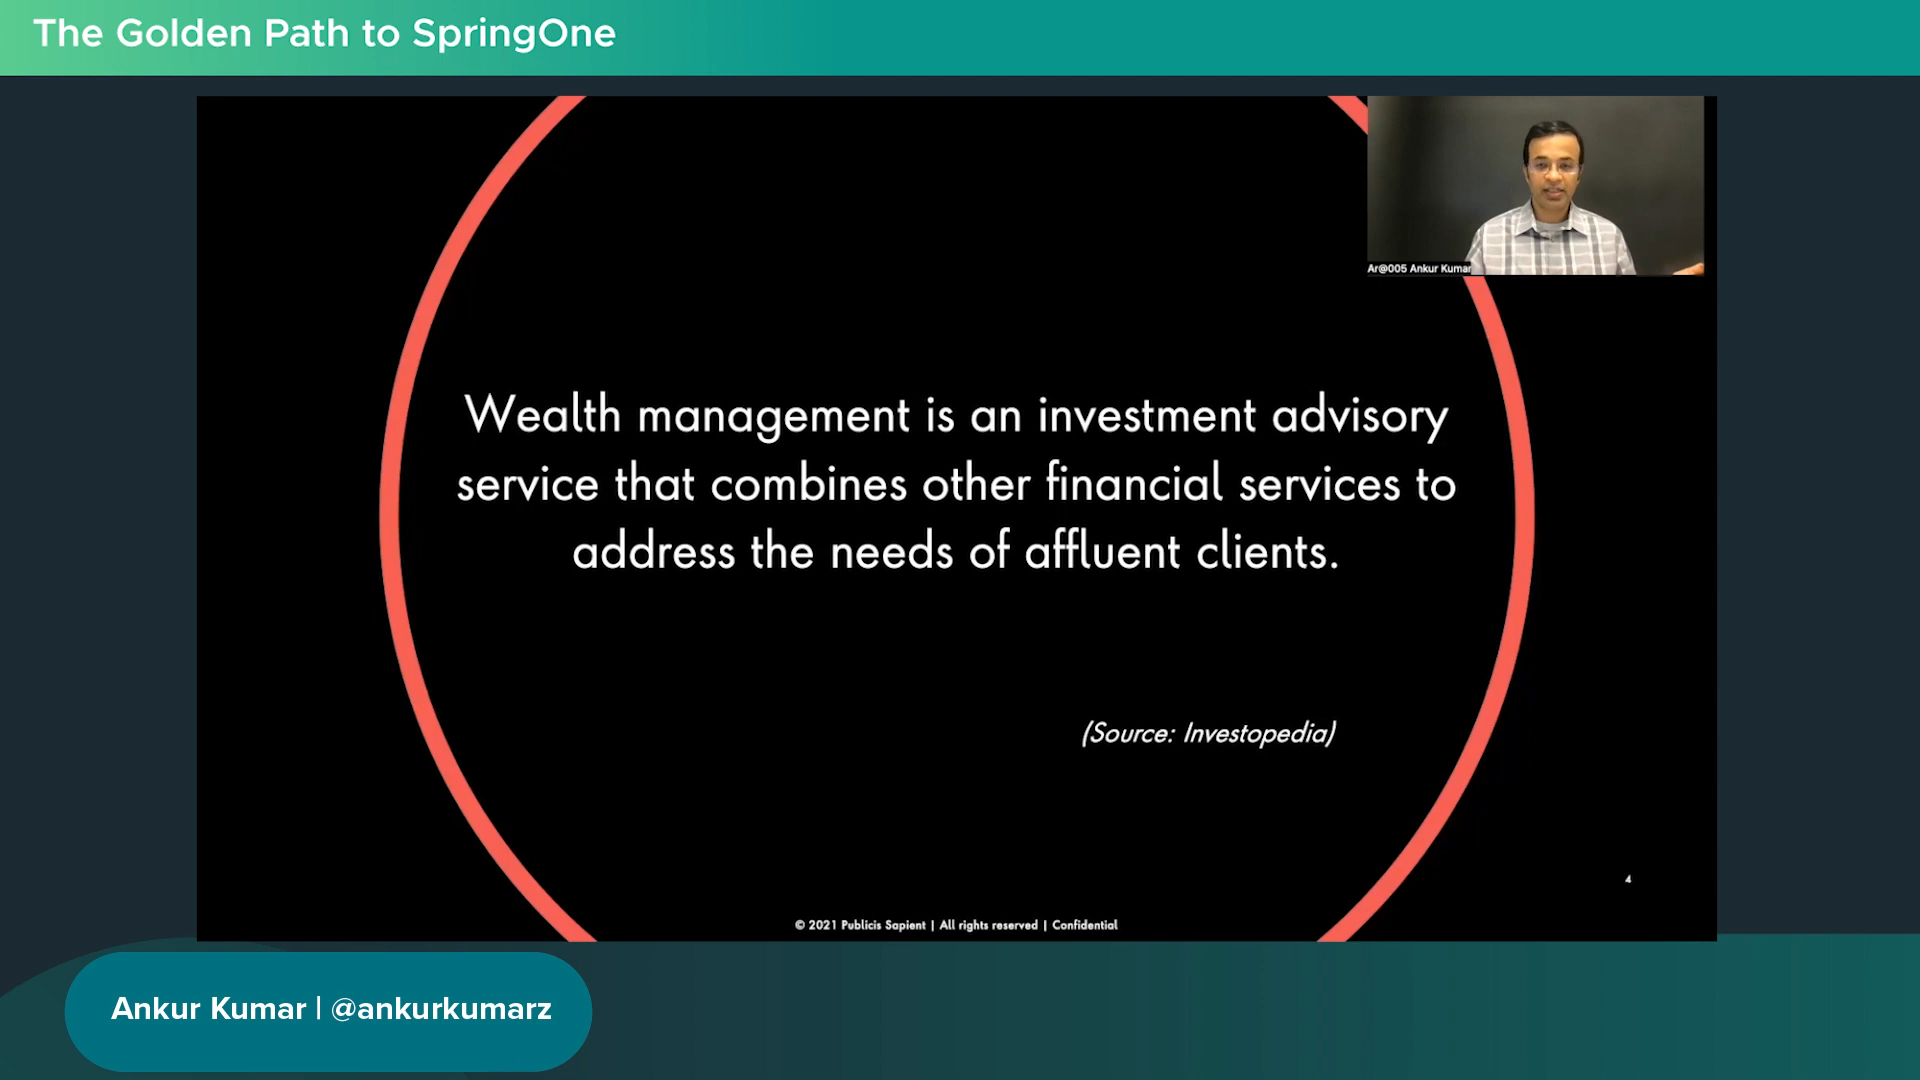 The Golden Path to SpringOne
Ar@005 Ankur Kumar
Wealth management is an investment advisory
service that combines other financial services to
address the needs of affluent clients.
(Source: Investopedia)
4
© 2021 Publicis Sapient | All rights reserved | Confidential
Ankur Kumar | @ankurkumarz